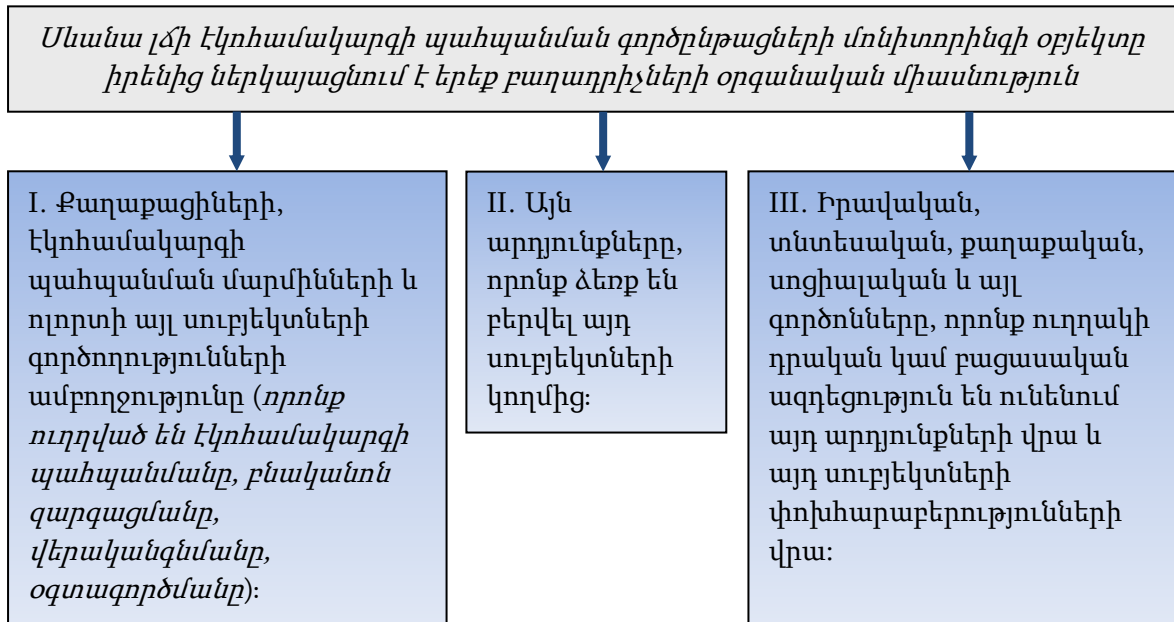 Սևանա լճի էկոհամակարգի պահպանման գործընթացների մոնիտորինգի օբյեկտը
իրենից ներկայացնում է երեք բաղադրիչների օրգանական միասնություն
I. Քաղաքացիների,
էկոհամակարգի
պահպանման մարմինների և
ոլորտի այլ սուբյեկտների
գործողությունների
ամբողջությունը (որոնք
ուղղված են էկոհամակարգի
պահպանմանը, բնականոն
զարգացմանը,
վերականգնմանը,
օգտագործմանը)։
II. Այն
արդյունքները,
որոնք ձեռք են
բերվել այդ
սուբյեկտների
կողմից։
III. Իրավական,
տնտեսական, քաղաքական,
սոցիալական և այլ
գործոնները, որոնք ուղղակի
դրական կամ բացասական
ազդեցություն են ունենում
այդ արդյունքների վրա և
այդ սուբյեկտների
փոխհարաբերությունների
վրա։